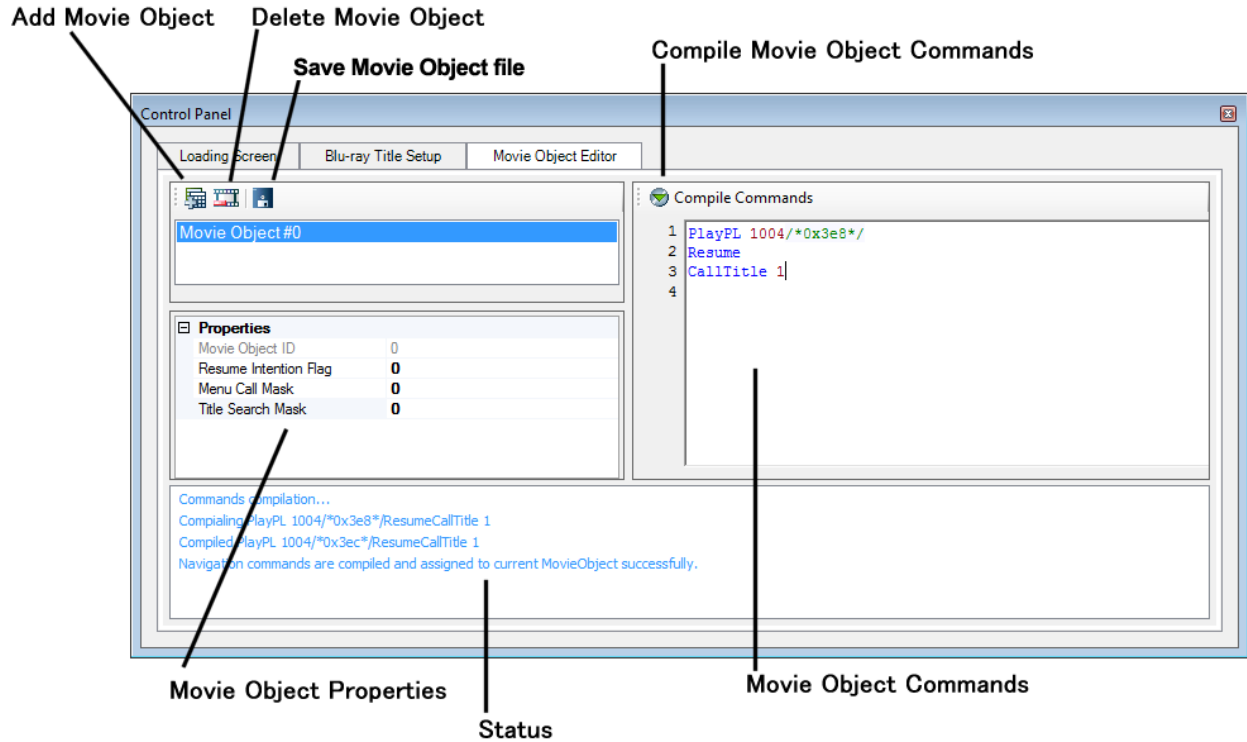 Add Movie Object
Delete Movie Object
Save Movie Object file
Compile Movie Object Commands
Control Panel
Loading Screen
Blu-ray Title Setup
Movie Object Editor
Compile Commands
Movie Object #0
1 PlayPL 1004/*0x3e8*/
2 Resume
3 CallTitle 1
4
Properties
Movie Object ID 0
Resume Intention Flag 0
Menu Call Mask 0
Title Search Mask 0
Commands compilation...
Compialing PlayPL 1004/*0x3e8*/ResumeCallTitle 1
Compiled PlayPL 1004/*0x3ec*/ResumeCallTitle 1
Navigation commands are compiled and assigned to current MovieObject successfully.
Movie Object Properties
Movie Object Commands
Status